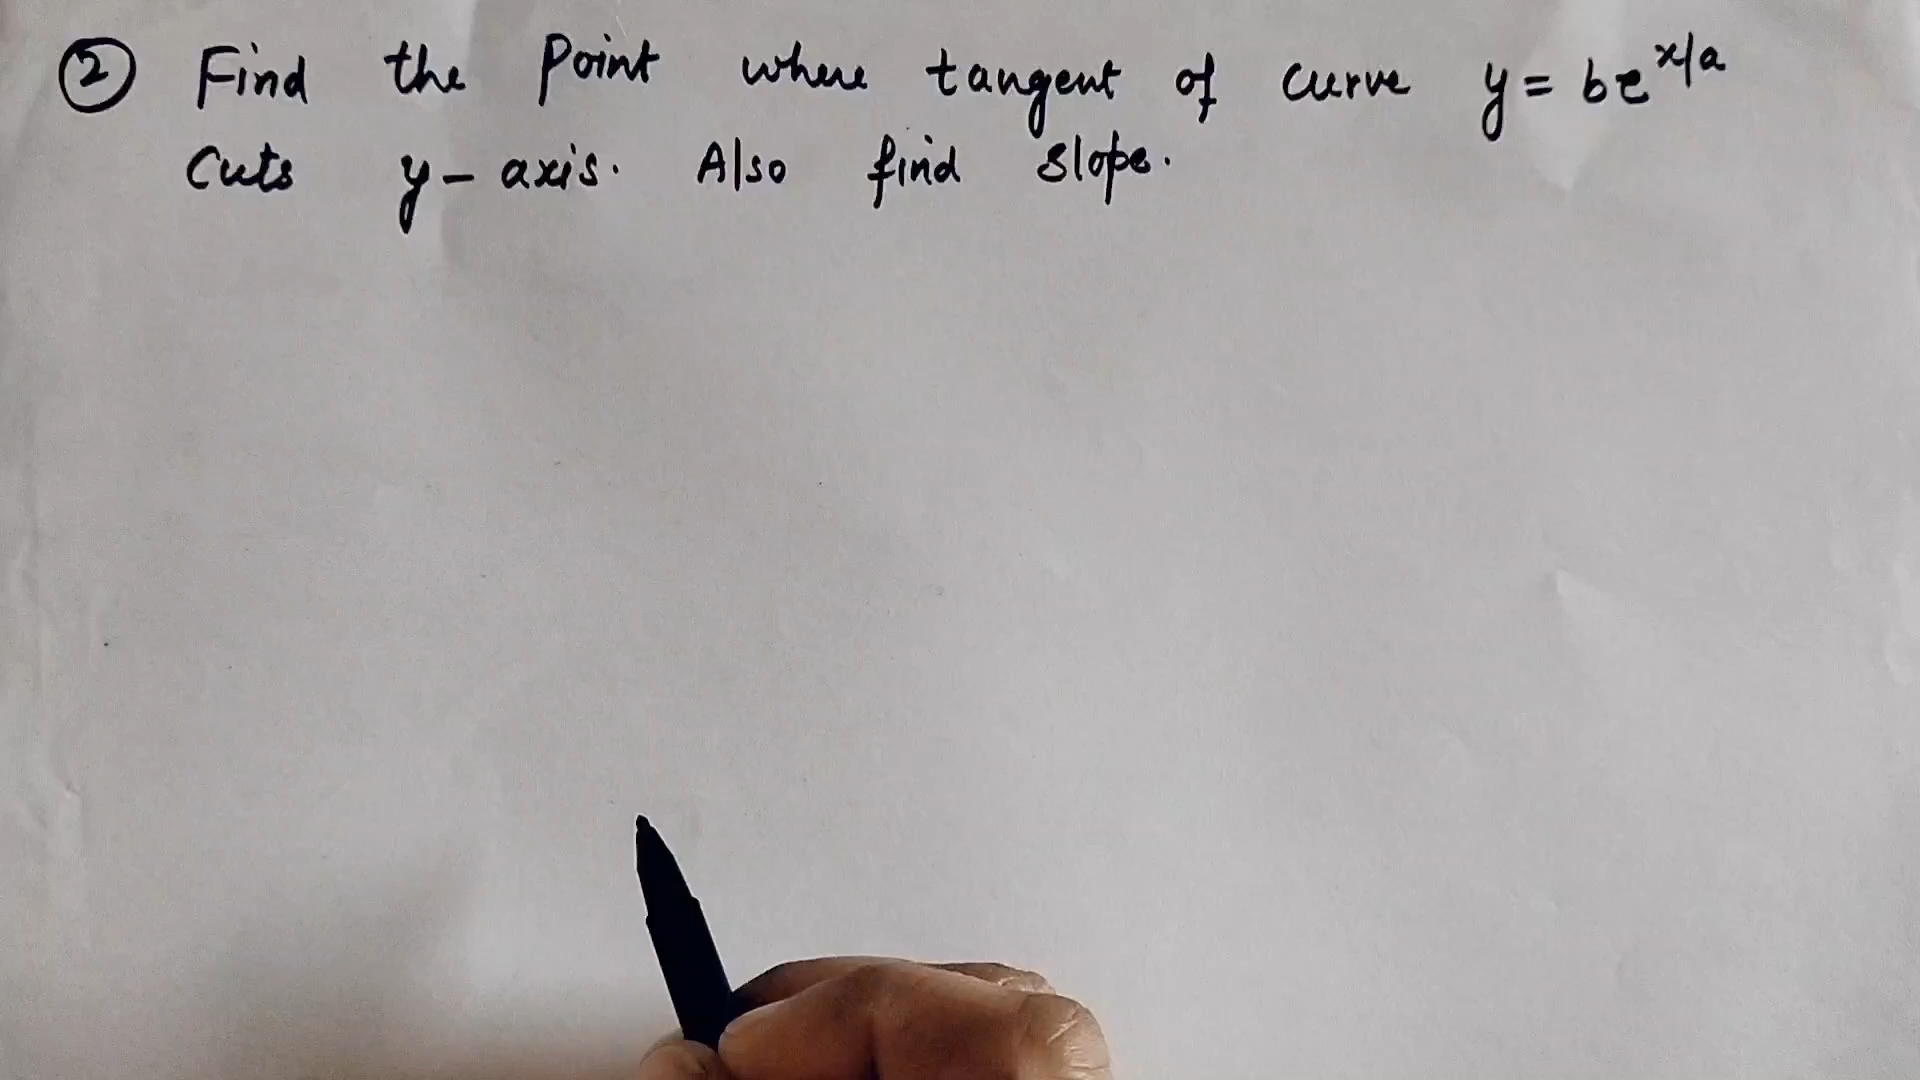 ② Find the Point where tangent of curve y = be^x/a
cuts y-axis. Also find slope.